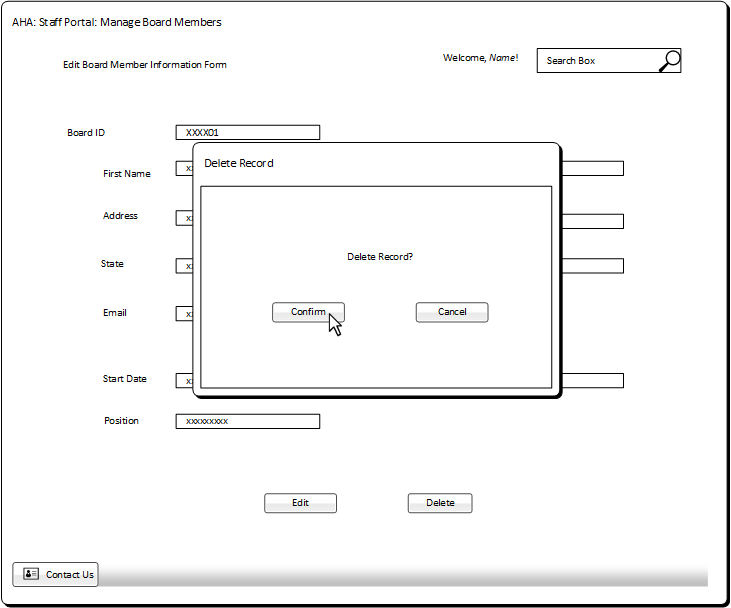 AHA: Staff Portal: Manage Board Members
Welcome, Name!
Search Box
Edit Board Member Information Form
Board ID
XXXX01
Delete Record
First Name
Address
Delete Record?
State
Email
Confirm
Cancel
Start Date
Position
xxxxxxxxx
Edit
Delete
Contact Us